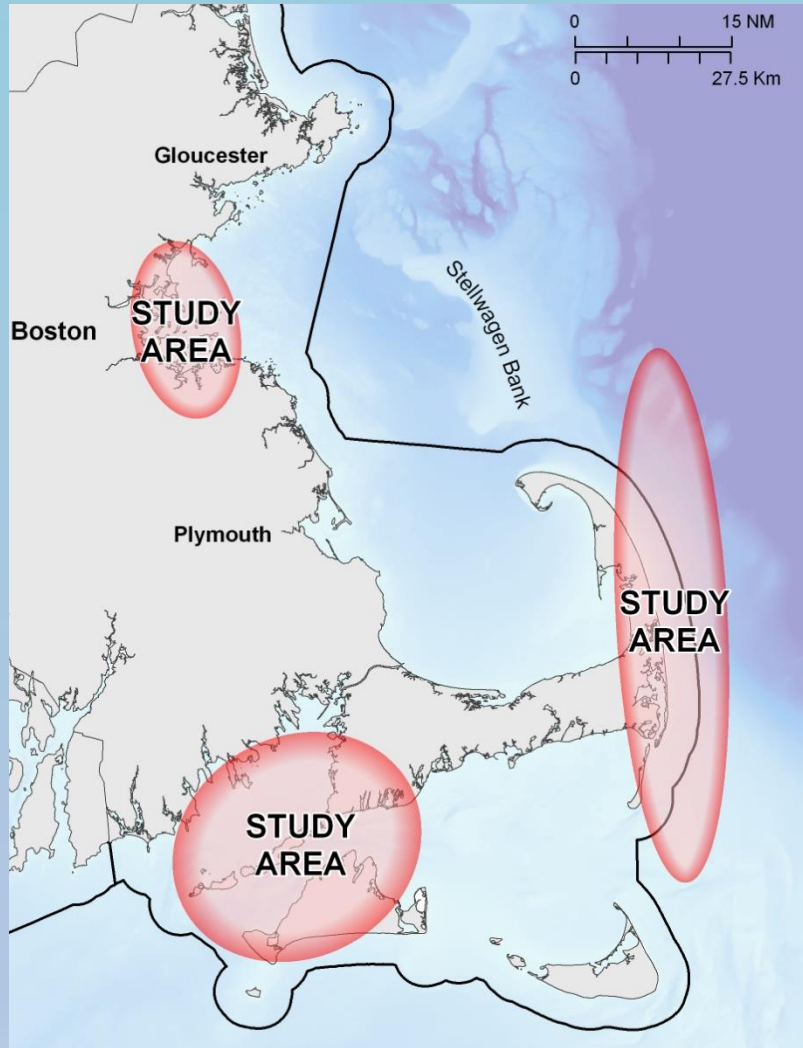 0 15 NM
0 27.5 Km
Gloucester
STUDY
AREA
Boston
Stellwagen Bank
Plymouth
STUDY
AREA
STUDY
AREA